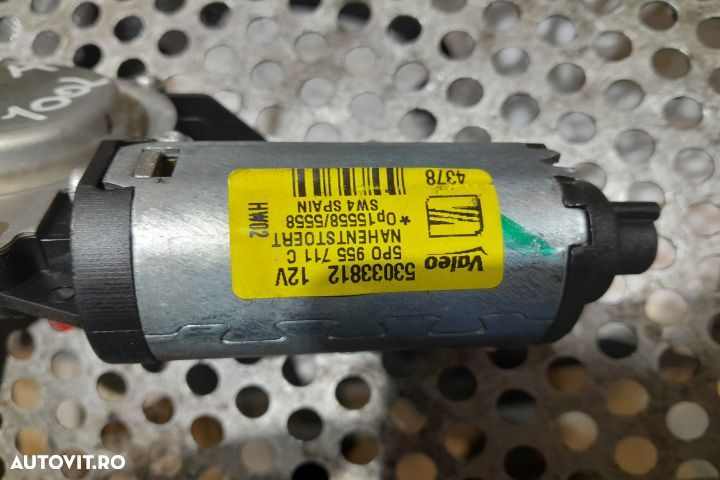 Valeo
53033812 12V
5P0 955 711 C
NAHENTSTOERT
*0p15558/5558
SW4 SPAIN
4378
HW02
AUTOVIT.RO